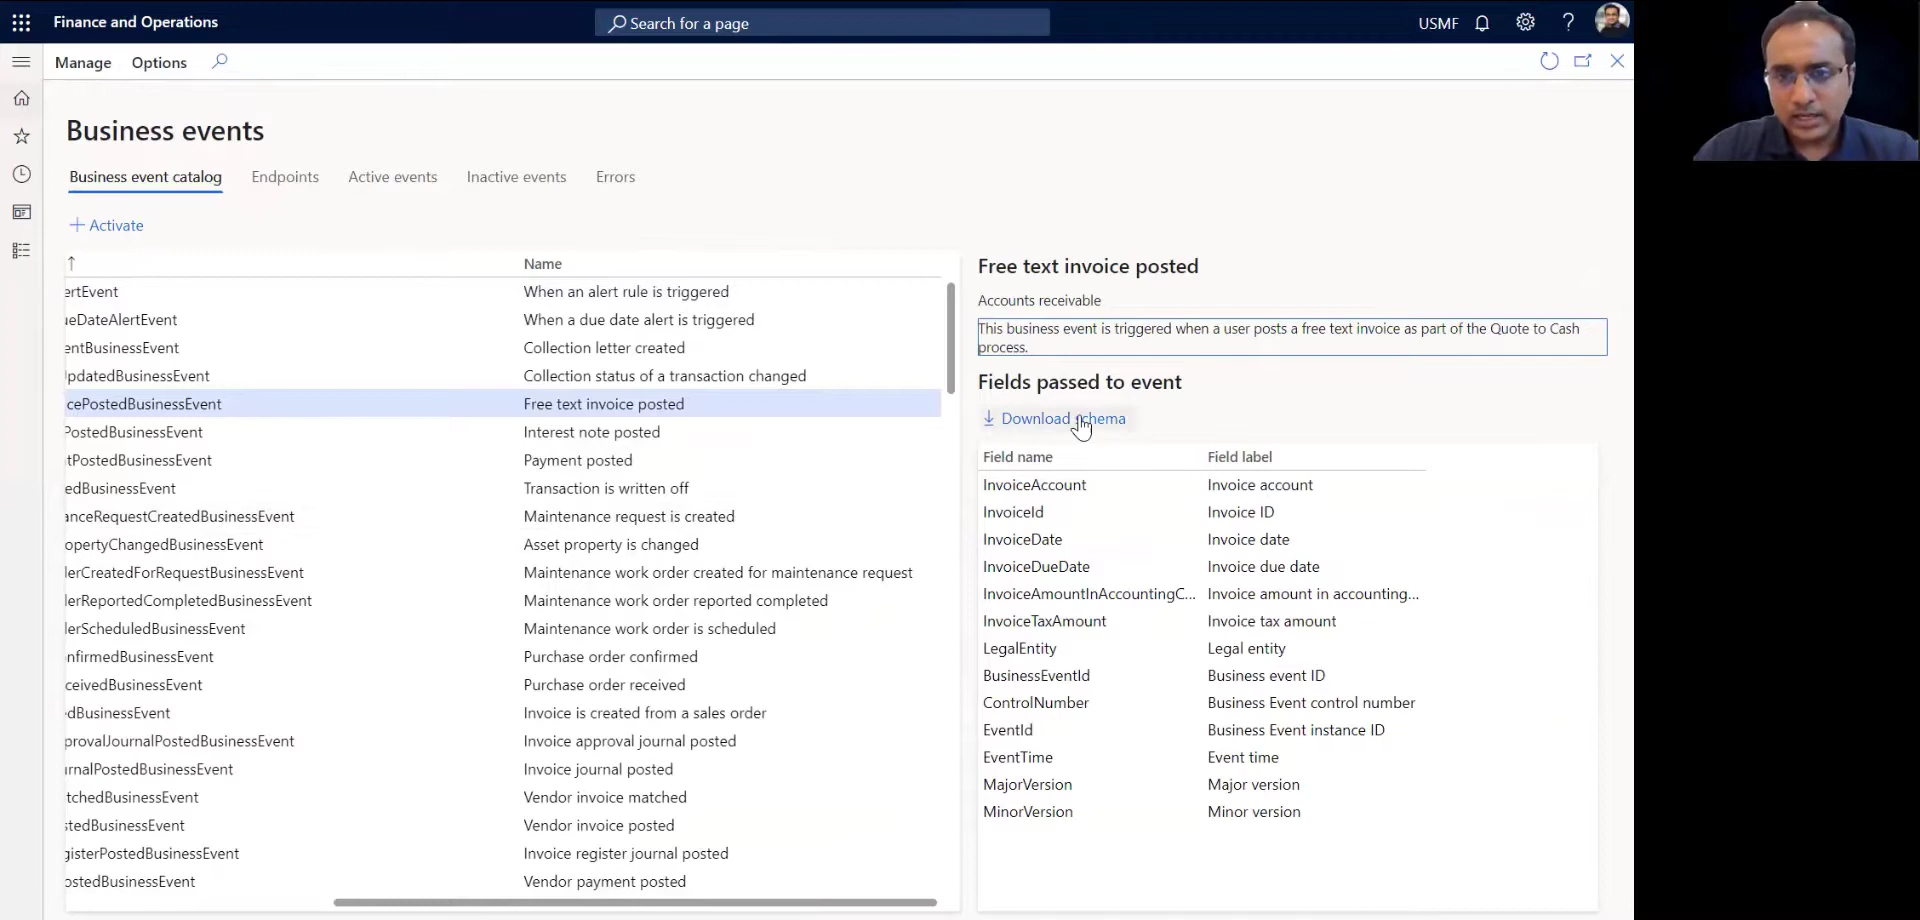 Finance and Operations
Search for a page
USMF
Manage Options
Business events
Business event catalog Endpoints Active events Inactive events Errors
+ Activate
↑ Name
ertEvent When an alert rule is triggered
ueDateAlertEvent When a due date alert is triggered
entBusinessEvent Collection letter created
UpdatedBusinessEvent Collection status of a transaction changed
cePostedBusinessEvent Free text invoice posted
PostedBusinessEvent Interest note posted
tPostedBusinessEvent Payment posted
edBusinessEvent Transaction is written off
anceRequestCreatedBusinessEvent Maintenance request is created
opertyChangedBusinessEvent Asset property is changed
derCreatedForRequestBusinessEvent Maintenance work order created for maintenance request
derReportedCompletedBusinessEvent Maintenance work order reported completed
derScheduledBusinessEvent Maintenance work order is scheduled
onfirmedBusinessEvent Purchase order confirmed
ceivedBusinessEvent Purchase order received
dBusinessEvent Invoice is created from a sales order
provalJournalPostedBusinessEvent Invoice approval journal posted
urnalPostedBusinessEvent Invoice journal posted
tchedBusinessEvent Vendor invoice matched
stedBusinessEvent Vendor invoice posted
gisterPostedBusinessEvent Invoice register journal posted
ostedBusinessEvent Vendor payment posted
Free text invoice posted
Accounts receivable
This business event is triggered when a user posts a free text invoice as part of the Quote to Cash
process.
Fields passed to event
Download schema
Field name Field label
InvoiceAccount Invoice account
InvoiceId Invoice ID
InvoiceDate Invoice date
InvoiceDueDate Invoice due date
InvoiceAmountInAccountingC... Invoice amount in accounting...
InvoiceTaxAmount Invoice tax amount
LegalEntity Legal entity
BusinessEventId Business event ID
ControlNumber Business Event control number
EventId Business Event instance ID
EventTime Event time
MajorVersion Major version
MinorVersion Minor version